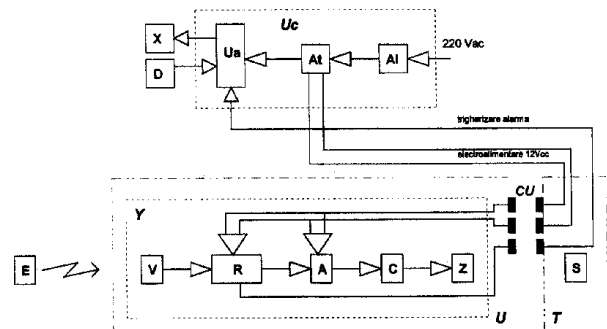 Uc
X
Ua
At
Al
220 Vac
D
trigherizare alarma
electroalimentare 12Vcc
CU
Y
E
V
R
A
C
Z
S
U
T